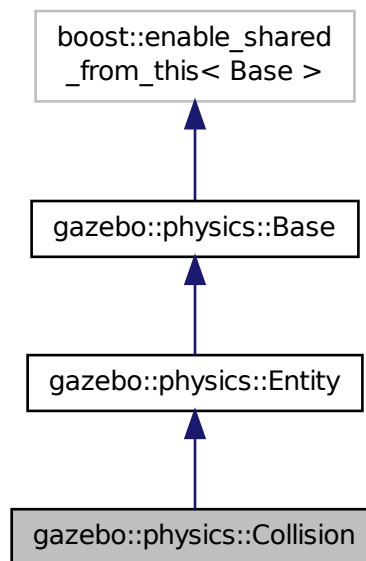 boost::enable_shared
_from_this< Base >
gazebo::physics::Base
gazebo::physics::Entity
gazebo::physics::Collision